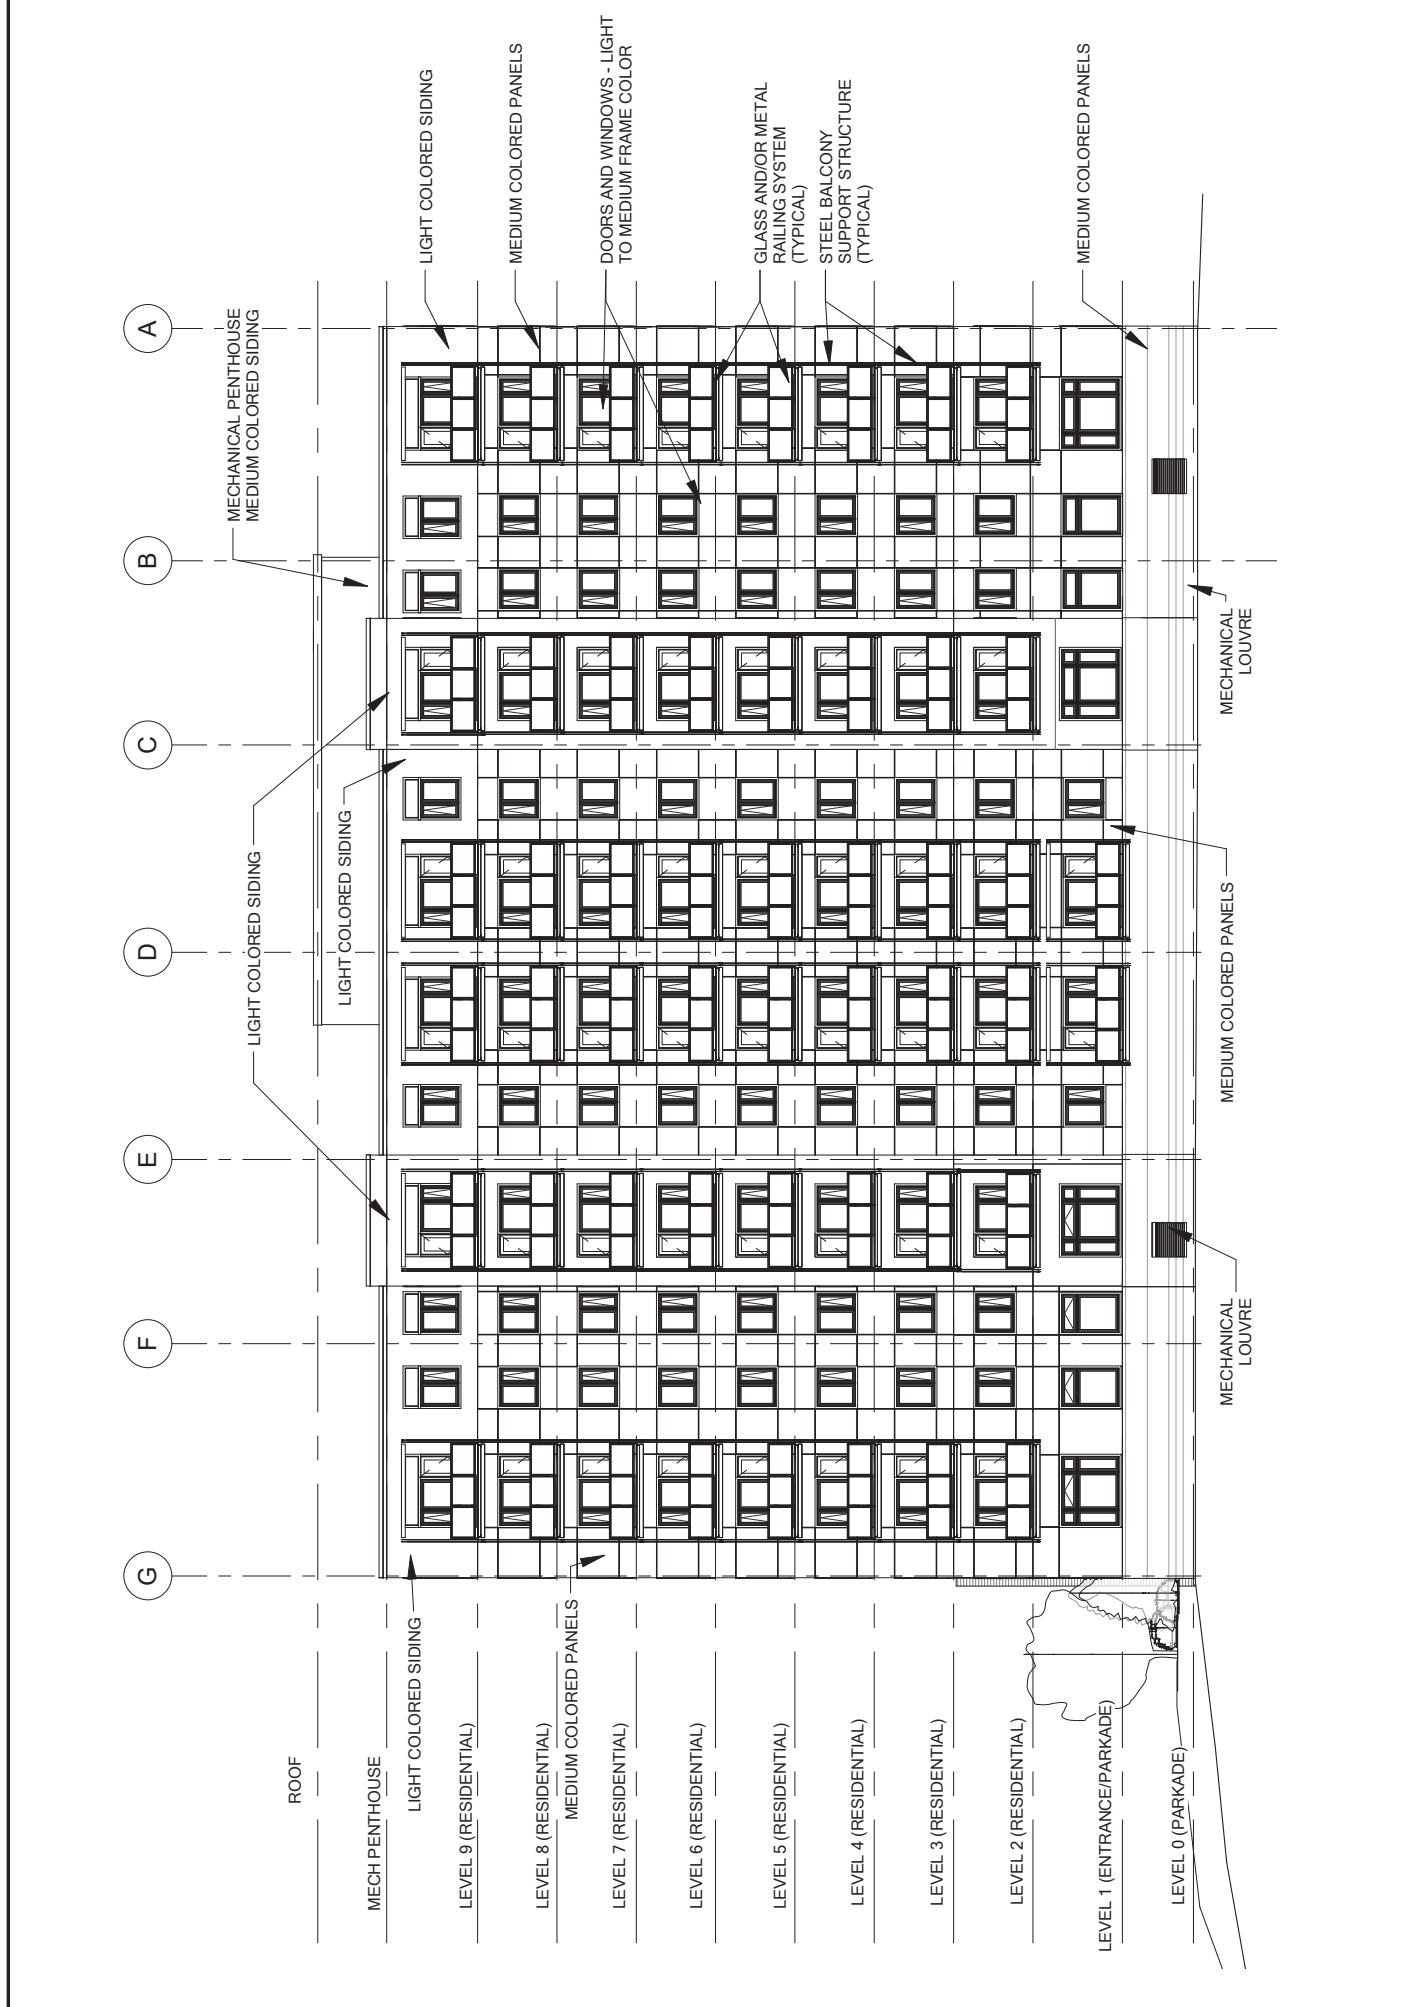 G
F
E
D
C
B
A
ROOF
MECH PENTHOUSE
LEVEL 9 (RESIDENTIAL)
LEVEL 8 (RESIDENTIAL)
LEVEL 7 (RESIDENTIAL)
LEVEL 6 (RESIDENTIAL)
LEVEL 5 (RESIDENTIAL)
LEVEL 4 (RESIDENTIAL)
LEVEL 3 (RESIDENTIAL)
LEVEL 2 (RESIDENTIAL)
LEVEL 1 (ENTRANCE/PARKADE)
LEVEL 0 (PARKADE)
LIGHT COLORED SIDING
MEDIUM COLORED PANELS
LIGHT COLORED SIDING
LIGHT COLORED SIDING
MECHANICAL PENTHOUSE
MEDIUM COLORED SIDING
LIGHT COLORED SIDING
MEDIUM COLORED PANELS
DOORS AND WINDOWS - LIGHT
TO MEDIUM FRAME COLOR
GLASS AND/OR METAL
RAILING SYSTEM
(TYPICAL)
STEEL BALCONY
SUPPORT STRUCTURE
(TYPICAL)
MEDIUM COLORED PANELS
MECHANICAL
LOUVRE
MEDIUM COLORED PANELS
MECHANICAL
LOUVRE